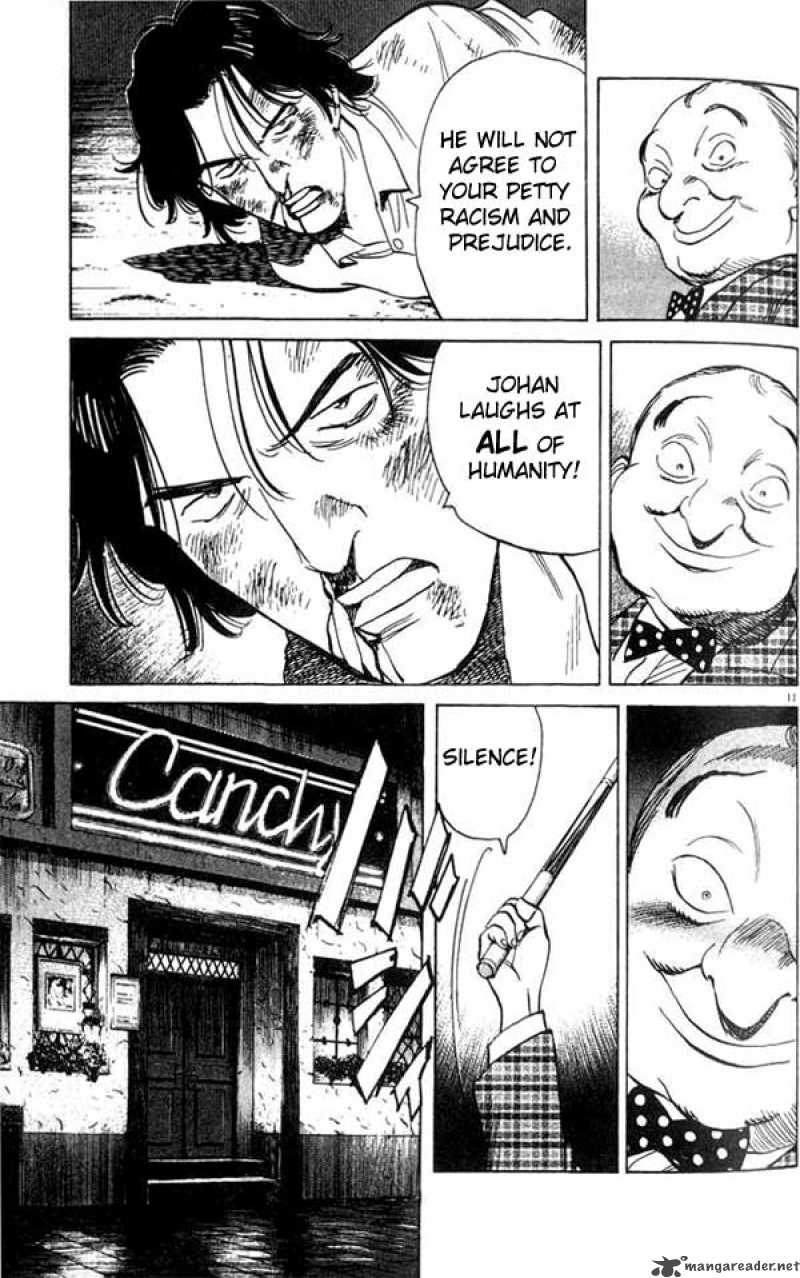 HE WILL NOT
AGREE TO
YOUR PETTY
RACISM AND
PREJUDICE.
JOHAN
LAUGHS AT
ALL OF
HUMANITY!
11
SILENCE!
Candy
mangareader.net